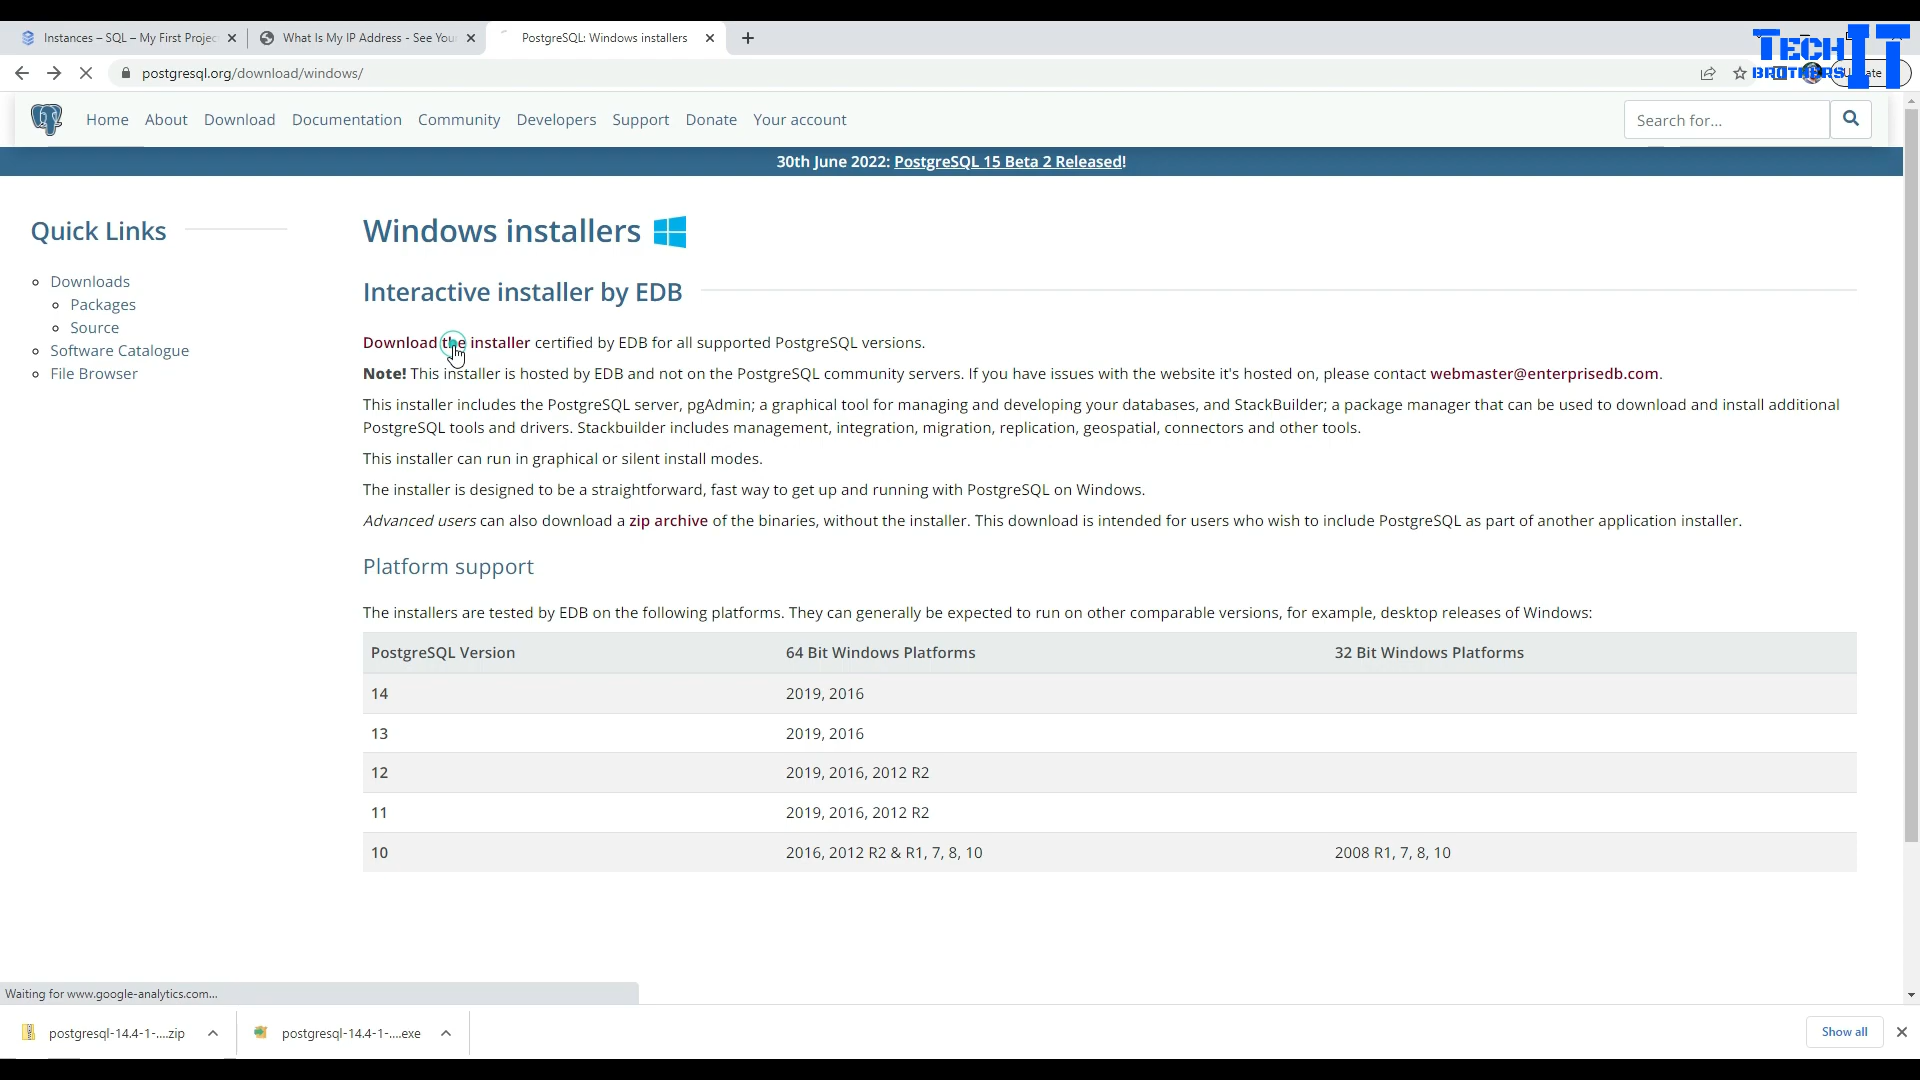 Instances – SQL – My First Projec
What Is My IP Address - See You
PostgreSQL: Windows installers
TECH IT
BROTHERS
postgresql.org/download/windows/
Home About Download Documentation Community Developers Support Donate Your account
Search for...
30th June 2022: PostgreSQL 15 Beta 2 Released!
Quick Links
Downloads
Packages
Source
Software Catalogue
File Browser
Windows installers
Interactive installer by EDB
Download the installer certified by EDB for all supported PostgreSQL versions.
Note! This installer is hosted by EDB and not on the PostgreSQL community servers. If you have issues with the website it's hosted on, please contact webmaster@enterprisedb.com.
This installer includes the PostgreSQL server, pgAdmin; a graphical tool for managing and developing your databases, and StackBuilder; a package manager that can be used to download and install additional
PostgreSQL tools and drivers. Stackbuilder includes management, integration, migration, replication, geospatial, connectors and other tools.
This installer can run in graphical or silent install modes.
The installer is designed to be a straightforward, fast way to get up and running with PostgreSQL on Windows.
Advanced users can also download a zip archive of the binaries, without the installer. This download is intended for users who wish to include PostgreSQL as part of another application installer.
Platform support
The installers are tested by EDB on the following platforms. They can generally be expected to run on other comparable versions, for example, desktop releases of Windows:
PostgreSQL Version 64 Bit Windows Platforms 32 Bit Windows Platforms
14 2019, 2016
13 2019, 2016
12 2019, 2016, 2012 R2
11 2019, 2016, 2012 R2
10 2016, 2012 R2 & R1, 7, 8, 10 2008 R1, 7, 8, 10
Waiting for www.google-analytics.com...
postgresql-14.4-1-....zip
postgresql-14.4-1-....exe
Show all